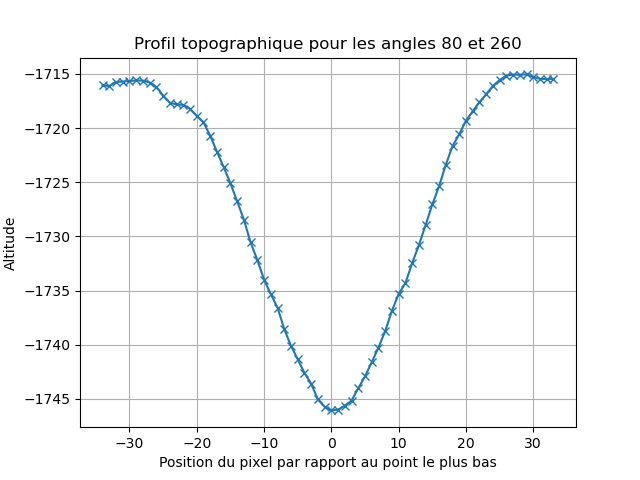 Profil topographique pour les angles 80 et 260
−1715
−1720
−1725
−1730
−1735
−1740
−1745
Altitude
−30 −20 −10 0 10 20 30
Position du pixel par rapport au point le plus bas